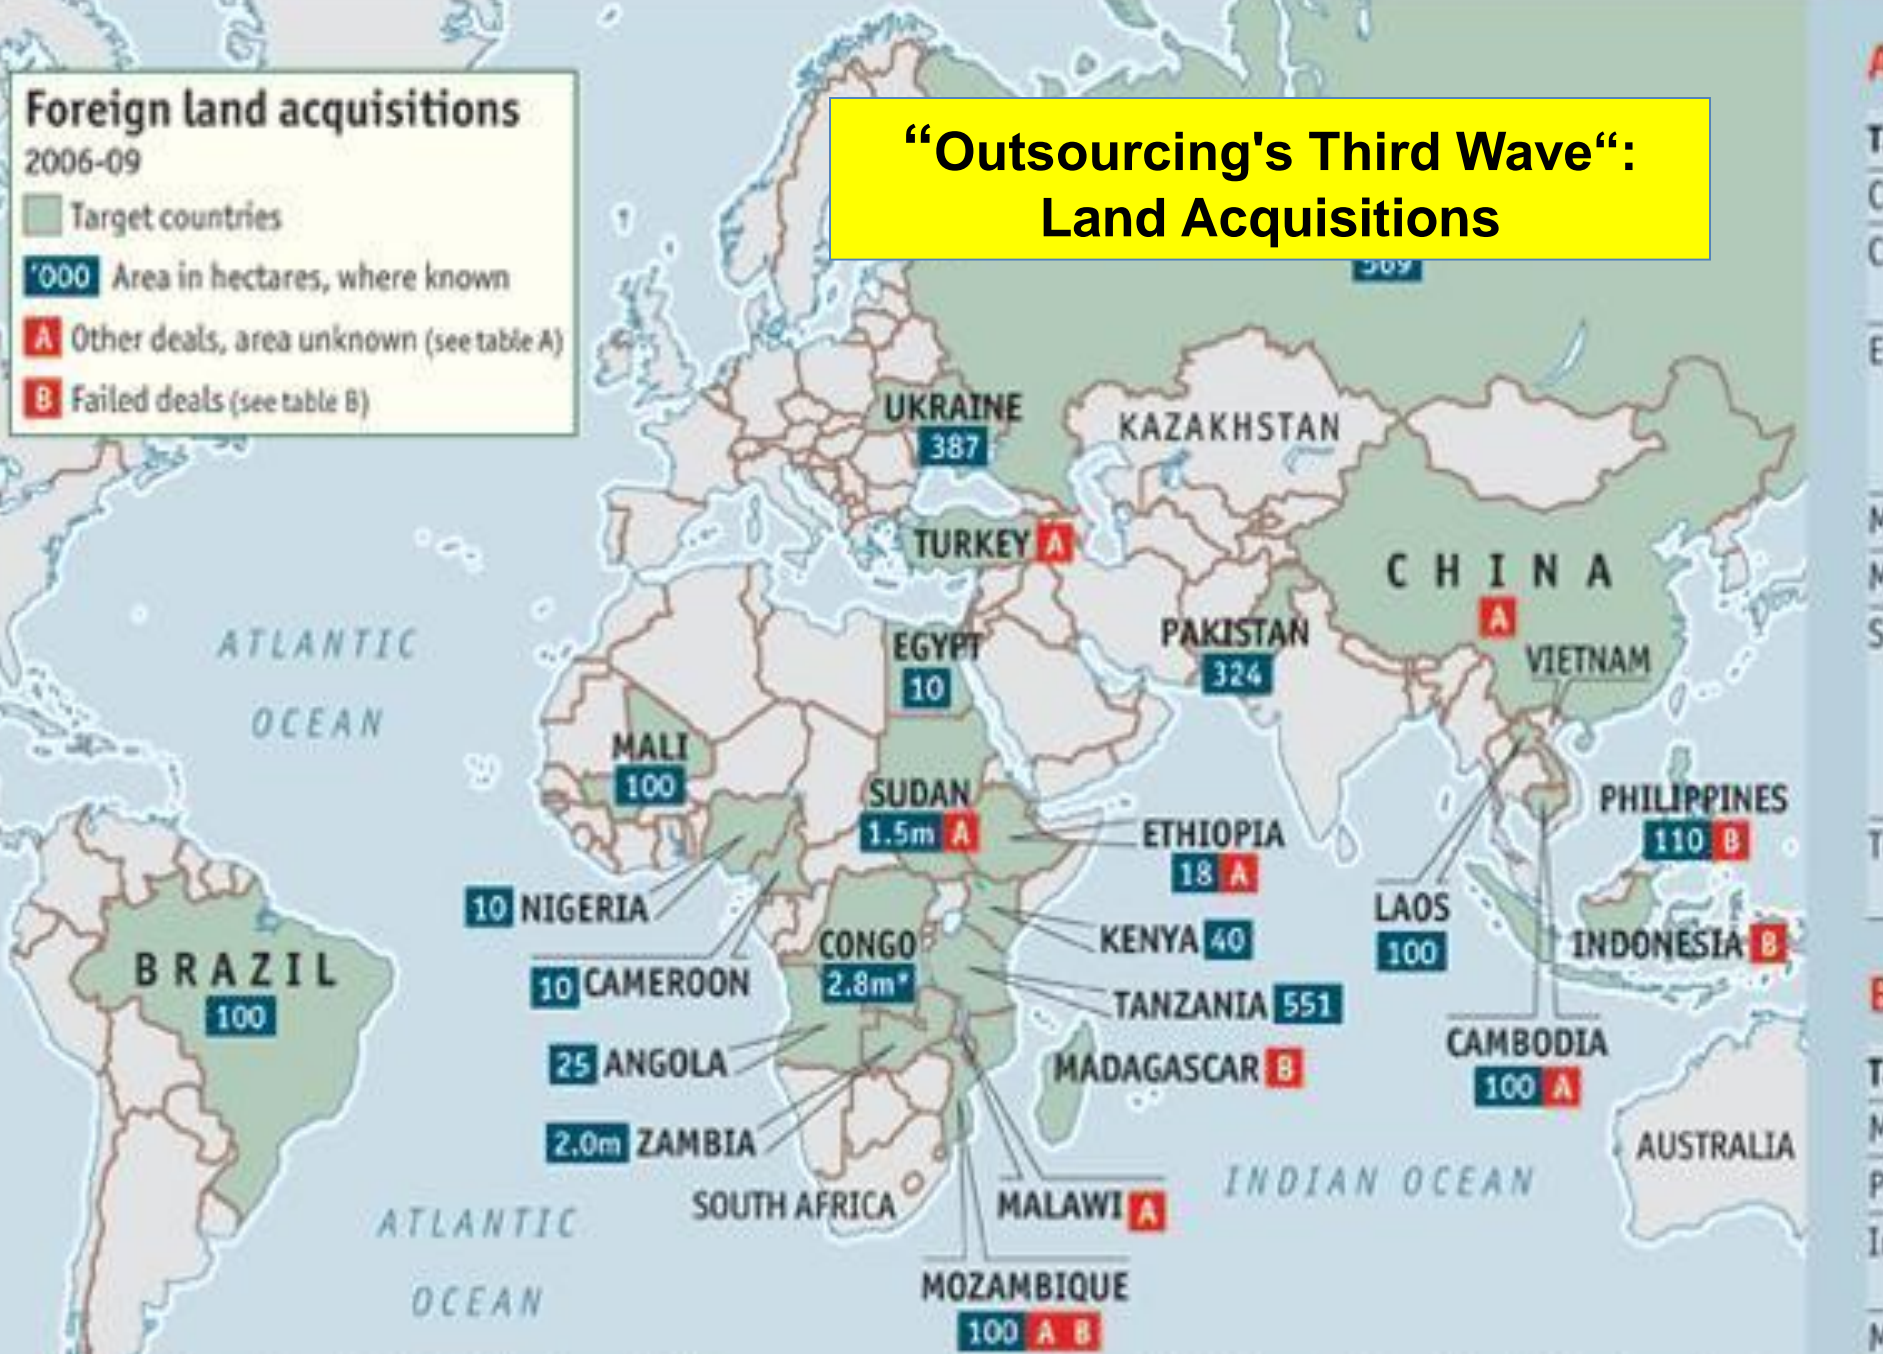 Foreign land acquisitions
2006-09
Target countries
'000 Area in hectares, where known
A Other deals, area unknown (see table A)
B Failed deals (see table B)
“Outsourcing's Third Wave“:
Land Acquisitions
UKRAINE
387
KAZAKHSTAN
TURKEY A
CHINA
A
ATLANTIC
OCEAN
EGYPT
10
PAKISTAN
324
VIETNAM
MALI
100
SUDAN
1.5m A
ETHIOPIA
18 A
PHILIPPINES
110 B
10 NIGERIA
LAOS
100
BRAZIL
100
CONGO
2.8m*
KENYA 40
INDONESIA B
10 CAMEROON
TANZANIA 551
25 ANGOLA
MADAGASCAR B
CAMBODIA
100 A
2.0m ZAMBIA
AUSTRALIA
SOUTH AFRICA
MALAWI A
INDIAN OCEAN
ATLANTIC
OCEAN
MOZAMBIQUE
100 A B